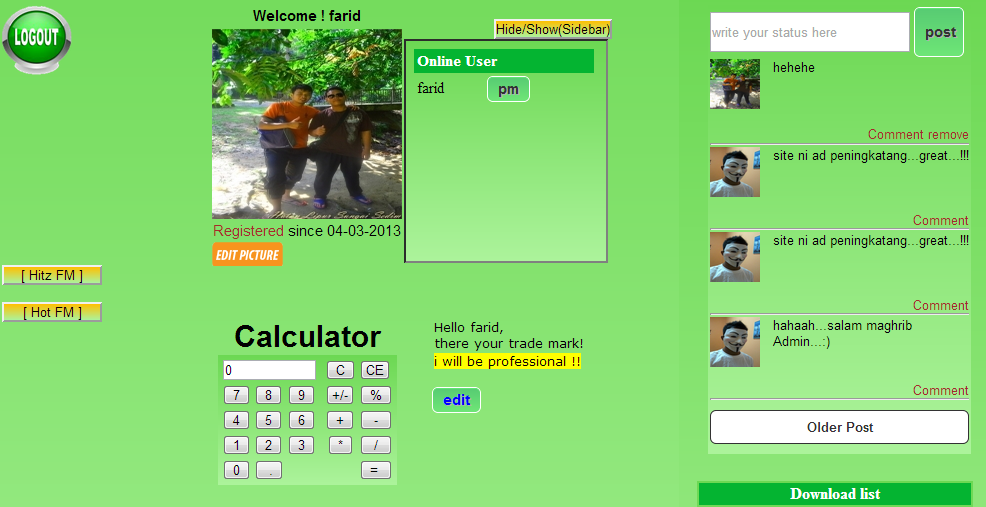 LOGOUT
Welcome ! farid
Hide/Show(Sidebar)
Online User
farid
pm
Registered since 04-03-2013
EDIT PICTURE
[ Hitz FM ]
[ Hot FM ]
Calculator
0
C CE
7 8 9 +/- %
4 5 6 + -
1 2 3 * /
0 . =
Hello farid,
there your trade mark!
i will be professional !!
edit
write your status here
post
hehehe
Comment remove
site ni ad peningkatang...great...!!!
Comment
site ni ad peningkatang...great...!!!
Comment
hahaah...salam maghrib
Admin...:)
Comment
Older Post
Download list